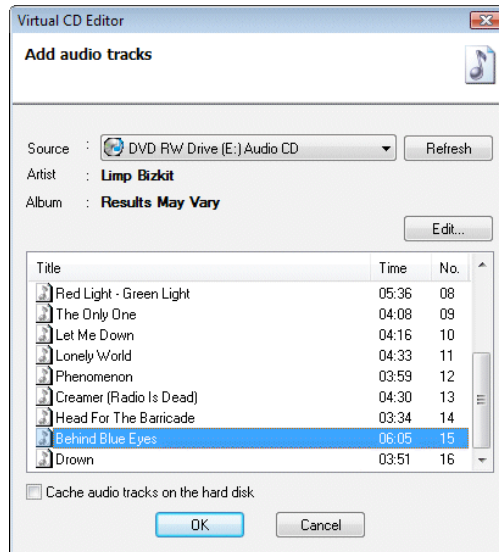 Virtual CD Editor
Add audio tracks
Source : DVD RW Drive (E:) Audio CD Refresh
Artist : Limp Bizkit
Album : Results May Vary
Edit...
Title Time No.
Red Light - Green Light 05:36 08
The Only One 04:08 09
Let Me Down 04:16 10
Lonely World 04:33 11
Phenomenon 03:59 12
Creamer (Radio Is Dead) 04:30 13
Head For The Barricade 03:34 14
Behind Blue Eyes 06:05 15
Drown 03:51 16
Cache audio tracks on the hard disk
OK Cancel